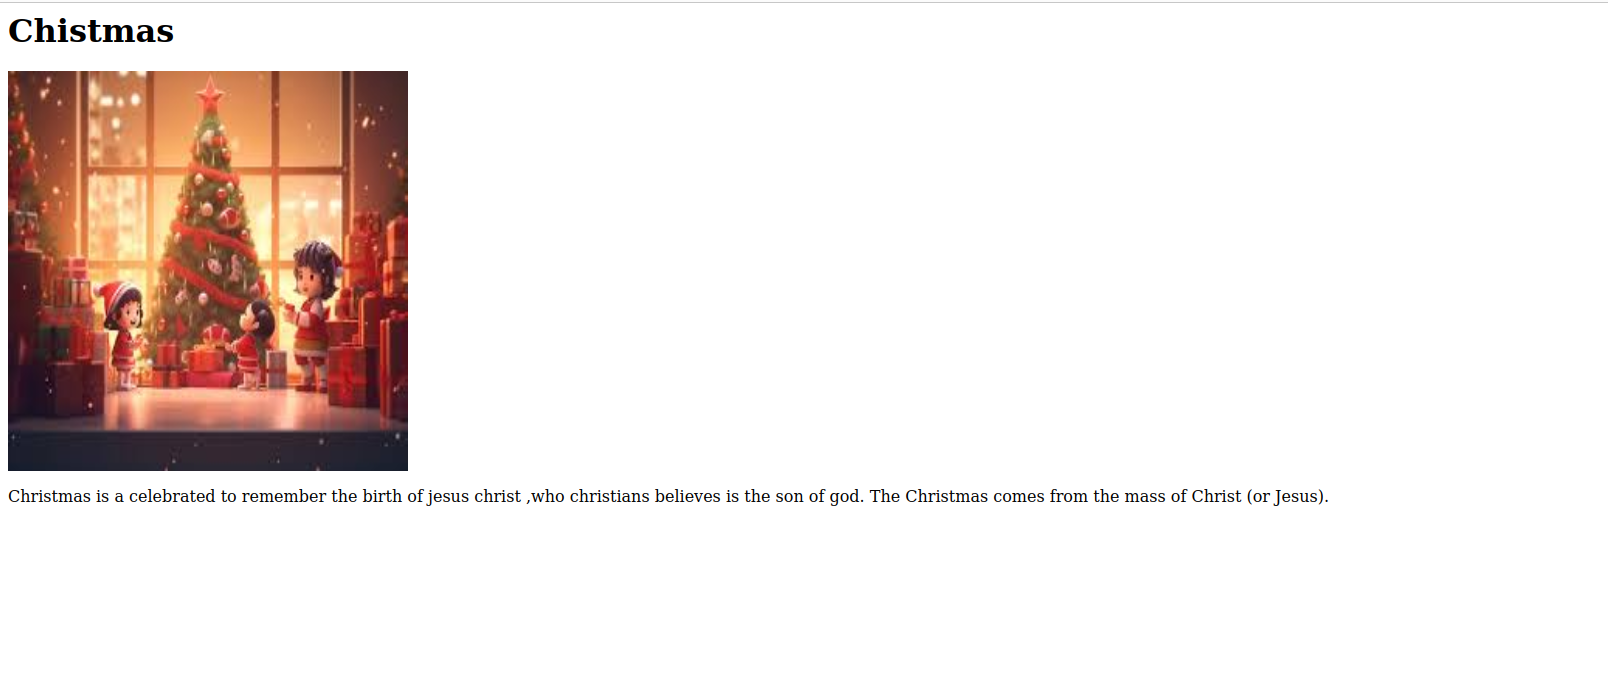 Chistmas
Christmas is a celebrated to remember the birth of jesus christ ,who christians believes is the son of god. The Christmas comes from the mass of Christ (or Jesus).